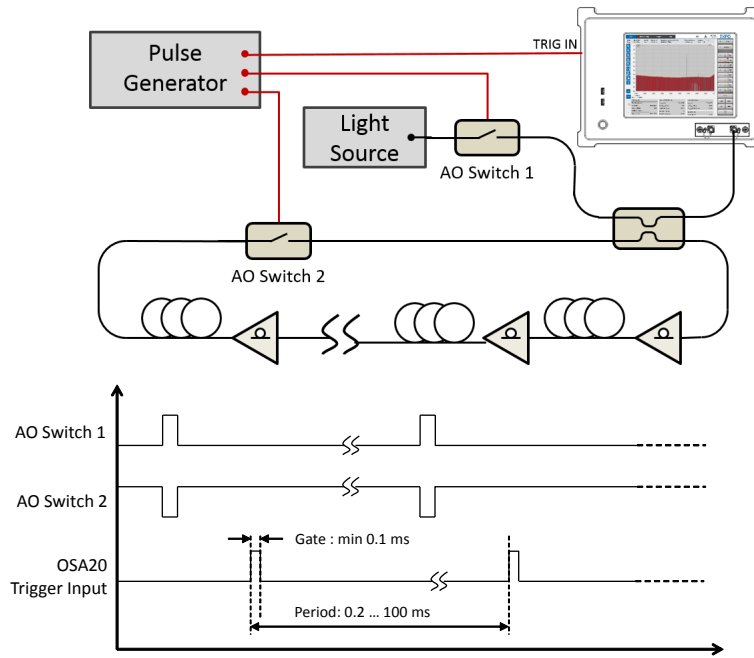 Pulse
Generator
TRIG IN
Light
Source
AO Switch 1
AO Switch 2
AO Switch 1
AO Switch 2
OSA20
Trigger Input
Gate : min 0.1 ms
Period: 0.2 ... 100 ms